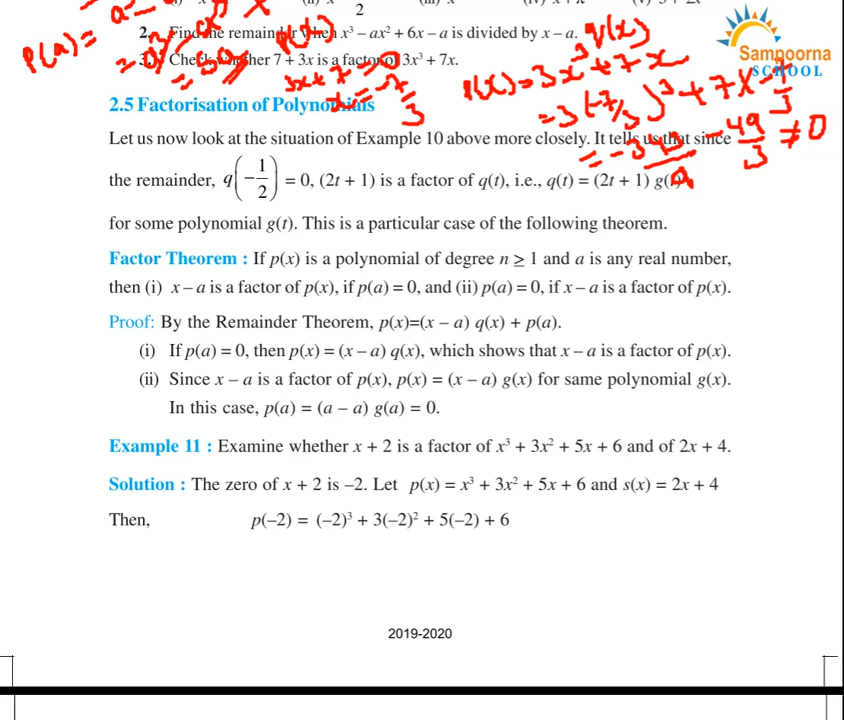 2
2. Find the remainder when x³ – ax² + 6x – a is divided by x – a.
3. Check whether 7 + 3x is a factor of 3x³ + 7x.
P(a) =
3x + 7 = 0
P(x) = 3x³ + 7x
≠ 0
Sampoorna
SCHOOL
2.5 Factorisation of Polynomials
Let us now look at the situation of Example 10 above more closely. It tells us that since
the remainder, q(–1/2) = 0, (2t + 1) is a factor of q(t), i.e., q(t) = (2t + 1) g(t)
for some polynomial g(t). This is a particular case of the following theorem.
Factor Theorem : If p(x) is a polynomial of degree n ≥ 1 and a is any real number,
then (i) x – a is a factor of p(x), if p(a) = 0, and (ii) p(a) = 0, if x – a is a factor of p(x).
Proof: By the Remainder Theorem, p(x)=(x – a) q(x) + p(a).
(i) If p(a) = 0, then p(x) = (x – a) q(x), which shows that x – a is a factor of p(x).
(ii) Since x – a is a factor of p(x), p(x) = (x – a) g(x) for same polynomial g(x).
In this case, p(a) = (a – a) g(a) = 0.
Example 11 : Examine whether x + 2 is a factor of x³ + 3x² + 5x + 6 and of 2x + 4.
Solution : The zero of x + 2 is –2. Let p(x) = x³ + 3x² + 5x + 6 and s(x) = 2x + 4
Then, p(–2) = (–2)³ + 3(–2)² + 5(–2) + 6
2019-2020